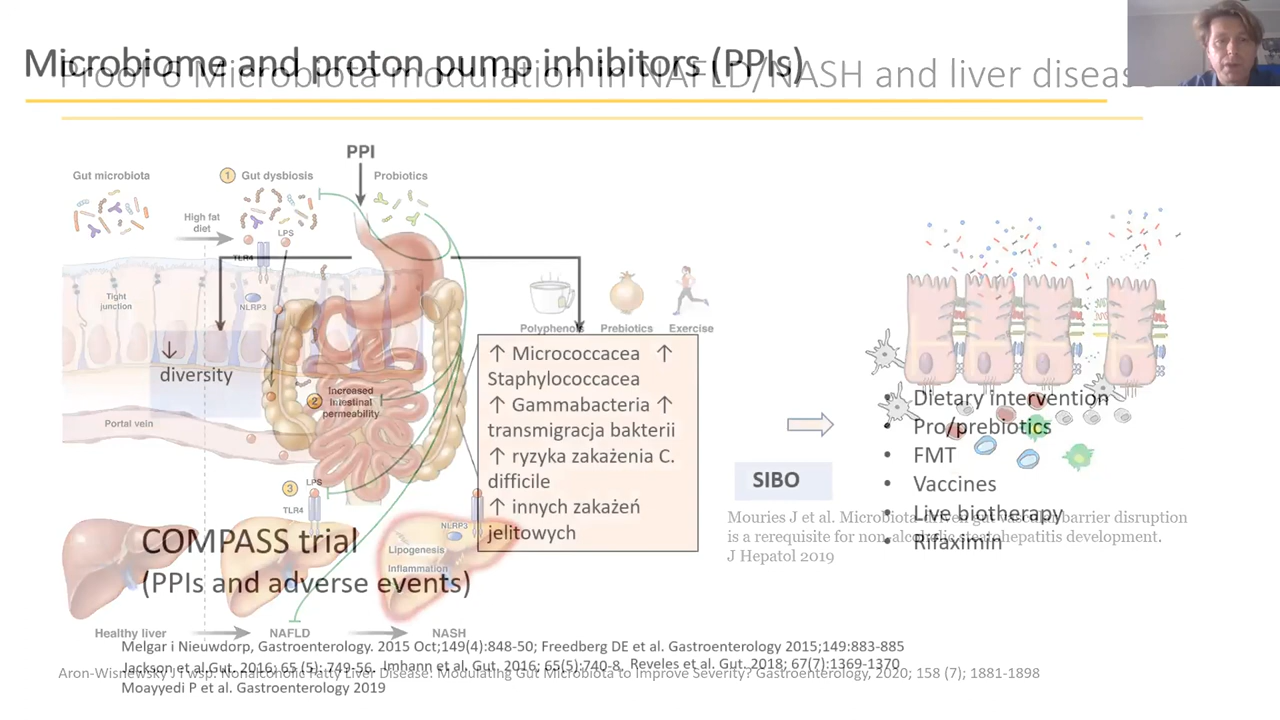 Microbiome and proton pump inhibitors (PPIs)
Proof 6 Microbiota modulation in NAFLD/NASH and liver disease
PPI
Gut microbiota
1 Gut dysbiosis
Probiotics
High fat
diet
LPS
TLR4
Tight
junction
NLRP3
Polyphenols
Prebiotics
Exercise
↓
diversity
2 Increased
Intestinal
permeability
Portal vein
↑ Micrococcacea ↑
Staphylococcacea
↑ Gammabacteria ↑
transmigracja bakterii
↑ ryzyka zakażenia C.
difficile
↑ innych zakażeń
jelitowych
SIBO
• Dietary intervention
• Pro/prebiotics
• FMT
• Vaccines
• Live biotherapy
• Rifaximin
Mouries J et al. Microbiota-driven gut vascular barrier disruption
is a rerequisite for non-alcoholic steatohepatitis development.
J Hepatol 2019
3
LPS
TLR4
NLRP3
Lipogenesis
Inflammation
COMPASS trial
(PPIs and adverse events)
Healthy liver
NAFLD
NASH
Melgar i Nieuwdorp, Gastroenterology. 2015 Oct;149(4):848-50; Freedberg DE et al. Gastroenterology 2015;149:883-885
Jackson et al.Gut. 2016; 65 (5): 749-56. Imhann et al. Gut. 2016; 65(5):740-8, Reveles et al. Gut. 2018; 67(7):1369-1370
Aron-Wisnewsky J i wsp. Nonalcoholic Fatty Liver Disease: Modulating Gut Microbiota to Improve Severity? Gastroenterology, 2020; 158 (7); 1881-1898
Moayyedi P et al. Gastroenterology 2019